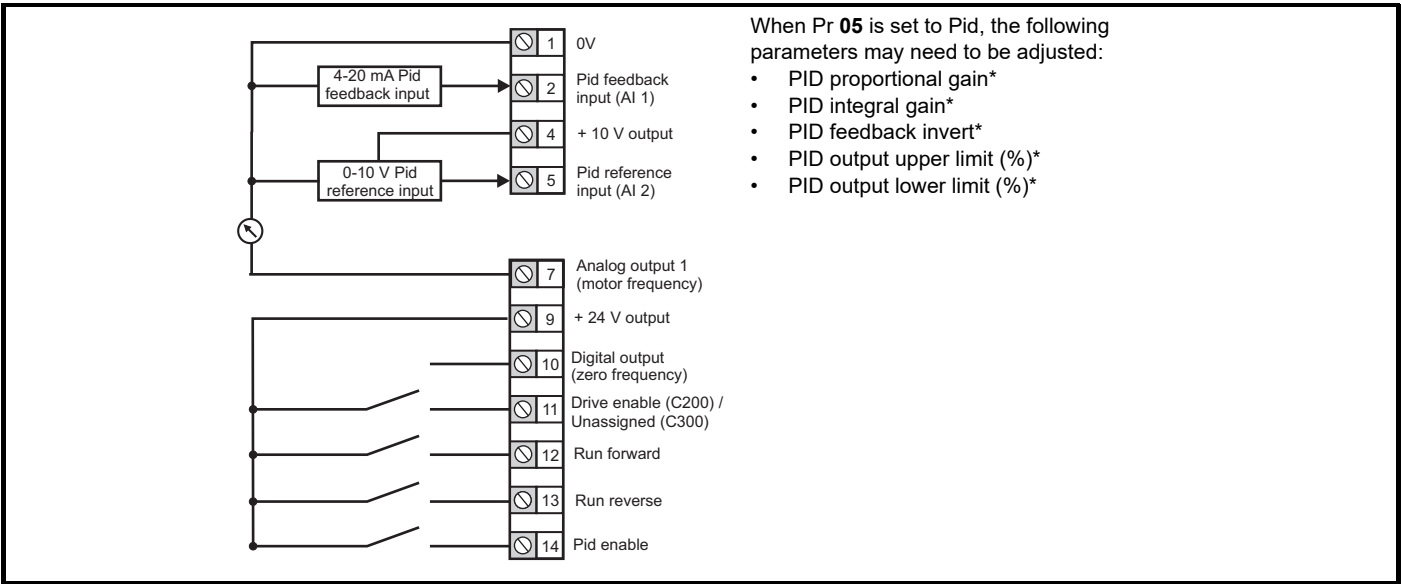 1 0V
4-20 mA Pid
feedback input
2 Pid feedback
input (AI 1)
4 + 10 V output
0-10 V Pid
reference input
5 Pid reference
input (AI 2)
7 Analog output 1
(motor frequency)
9 + 24 V output
10 Digital output
(zero frequency)
11 Drive enable (C200) /
Unassigned (C300)
12 Run forward
13 Run reverse
14 Pid enable
When Pr 05 is set to Pid, the following
parameters may need to be adjusted:
• PID proportional gain*
• PID integral gain*
• PID feedback invert*
• PID output upper limit (%)*
• PID output lower limit (%)*